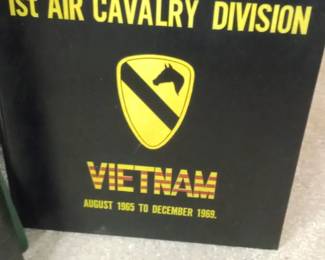 1st AIR CAVALRY DIVISION
VIETNAM
AUGUST 1965 TO DECEMBER 1969.